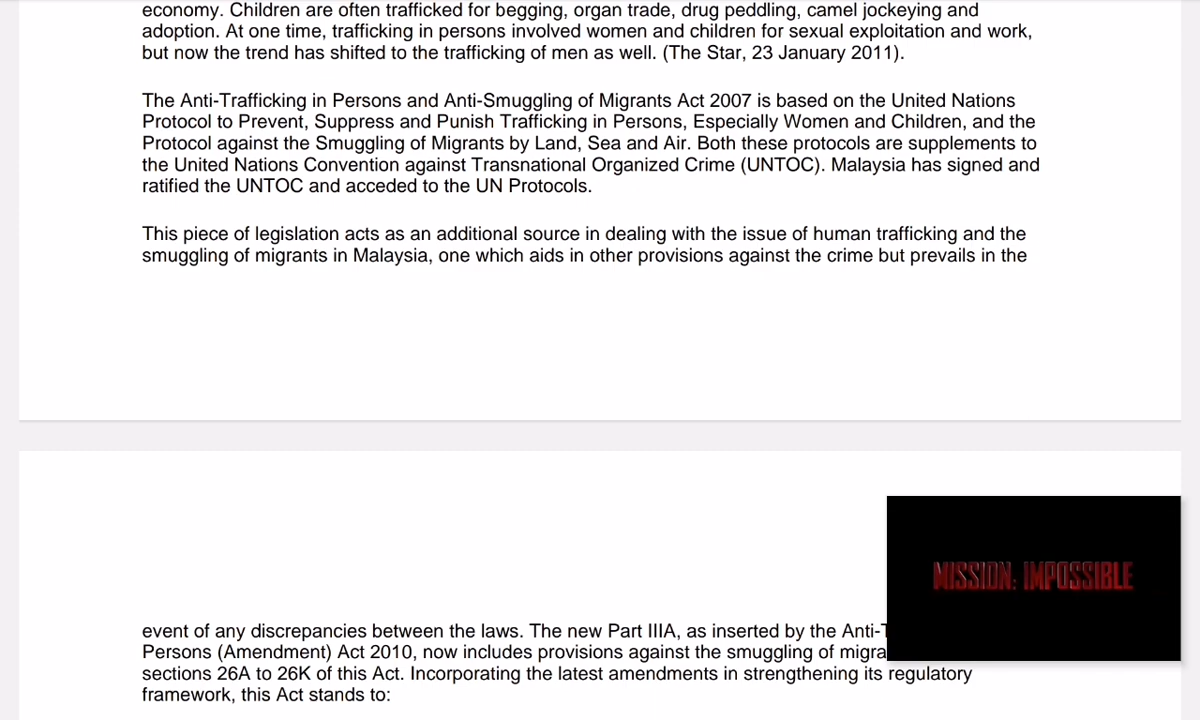 economy. Children are often trafficked for begging, organ trade, drug peddling, camel jockeying and
adoption. At one time, trafficking in persons involved women and children for sexual exploitation and work,
but now the trend has shifted to the trafficking of men as well. (The Star, 23 January 2011).
The Anti-Trafficking in Persons and Anti-Smuggling of Migrants Act 2007 is based on the United Nations
Protocol to Prevent, Suppress and Punish Trafficking in Persons, Especially Women and Children, and the
Protocol against the Smuggling of Migrants by Land, Sea and Air. Both these protocols are supplements to
the United Nations Convention against Transnational Organized Crime (UNTOC). Malaysia has signed and
ratified the UNTOC and acceded to the UN Protocols.
This piece of legislation acts as an additional source in dealing with the issue of human trafficking and the
smuggling of migrants in Malaysia, one which aids in other provisions against the crime but prevails in the
MISSION: IMPOSSIBLE
event of any discrepancies between the laws. The new Part IIIA, as inserted by the Anti-
Persons (Amendment) Act 2010, now includes provisions against the smuggling of
sections 26A to 26K of this Act. Incorporating the latest amendments in strengthening its regulatory
framework, this Act stands to: